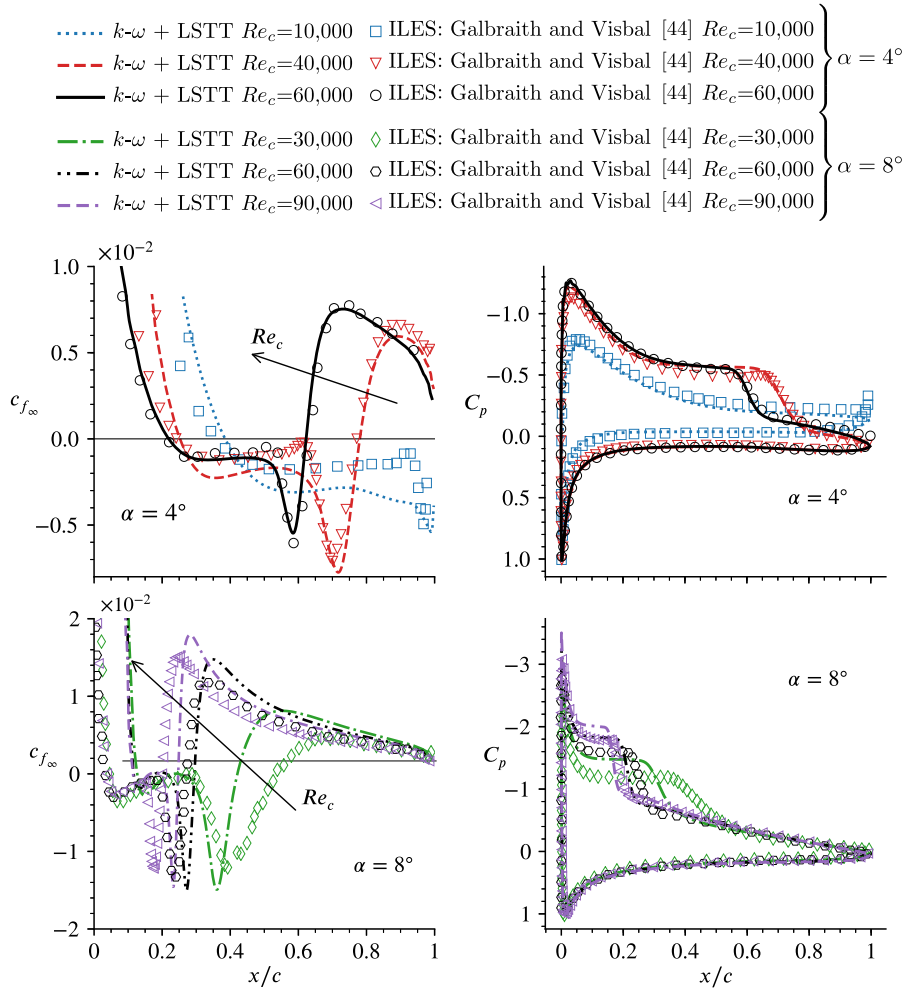 k-ω + LSTT Re_c=10,000 ILES: Galbraith and Visbal [44] Re_c=10,000
k-ω + LSTT Re_c=40,000 ILES: Galbraith and Visbal [44] Re_c=40,000 α = 4°
k-ω + LSTT Re_c=60,000 ILES: Galbraith and Visbal [44] Re_c=60,000
k-ω + LSTT Re_c=30,000 ILES: Galbraith and Visbal [44] Re_c=30,000
k-ω + LSTT Re_c=60,000 ILES: Galbraith and Visbal [44] Re_c=60,000 α = 8°
k-ω + LSTT Re_c=90,000 ILES: Galbraith and Visbal [44] Re_c=90,000
×10⁻²
1.0
0.5
0.0
−0.5
c_f∞
Re_c
α = 4°
−1.0
−0.5
0.0
0.5
1.0
C_p
α = 4°
×10⁻²
2
1
0
−1
−2
c_f∞
Re_c
α = 8°
0 0.2 0.4 0.6 0.8 1
x/c
−3
−2
−1
0
1
C_p
α = 8°
0 0.2 0.4 0.6 0.8 1
x/c